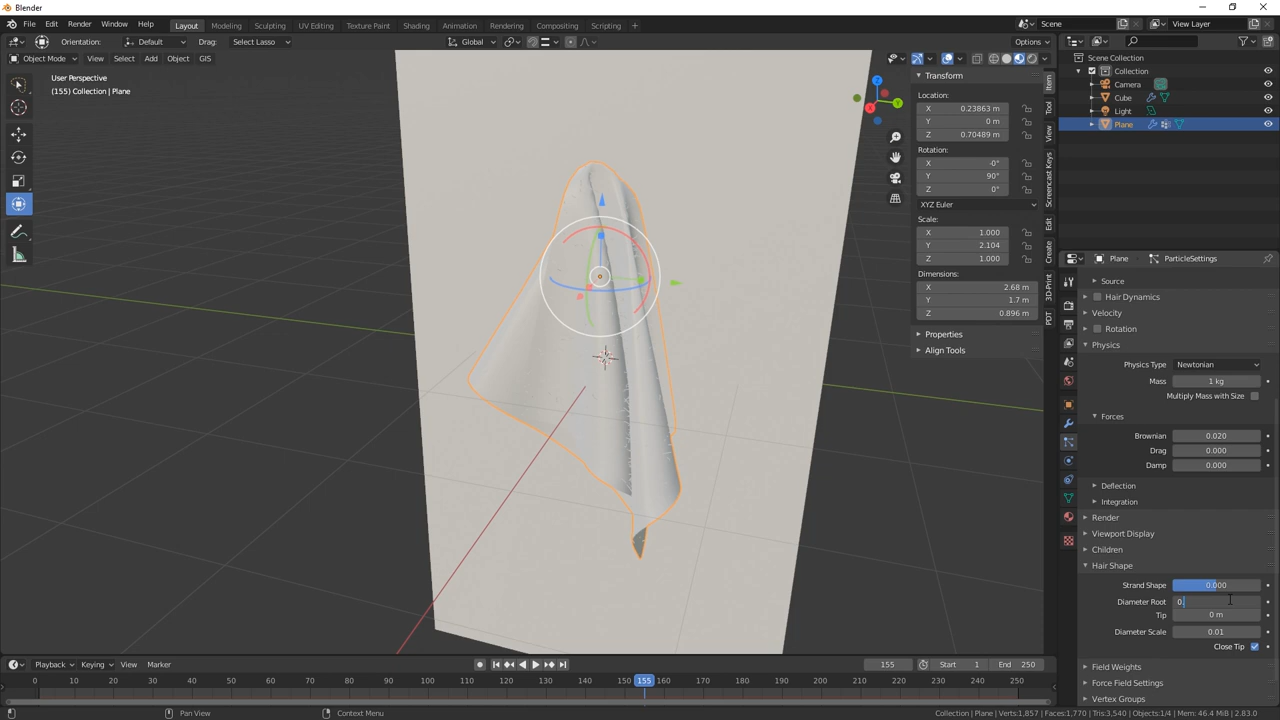 Blender
File Edit Render Window Help Layout Modeling Sculpting UV Editing Texture Paint Shading Animation Rendering Compositing Scripting + Scene View Layer
Orientation: Default Drag: Select Lasso Global Options
Object Mode View Select Add Object GIS
User Perspective
(155) Collection | Plane
Transform
Location:
X 0.23863 m
Y 0 m
Z 0.70489 m
Rotation:
X -0°
Y 90°
Z 0°
XYZ Euler
Scale:
X 1.000
Y 2.104
Z 1.000
Dimensions:
X 2.68 m
Y 1.7 m
Z 0.896 m
Properties
Align Tools
Item
Tool
View
Screencast Keys
Edit
Create
3D-Print
PDT
Z
Y
X
Scene Collection
Collection
Camera
Cube
Light
Plane
Plane ParticleSettings
Source
Hair Dynamics
Velocity
Rotation
Physics
Physics Type Newtonian
Mass 1 kg
Multiply Mass with Size
Forces
Brownian 0.020
Drag 0.000
Damp 0.000
Deflection
Integration
Render
Viewport Display
Children
Hair Shape
Strand Shape 0.000
Diameter Root 0.
Tip 0 m
Diameter Scale 0.01
Close Tip
Field Weights
Force Field Settings
Vertex Groups
Playback Keying View Marker 155 Start 1 End 250
0 10 20 30 40 50 60 70 80 90 100 110 120 130 140 150 155 160 170 180 190 200 210 220 230 240 250
Pan View Context Menu Collection | Plane | Verts:1,857 | Faces:1,770 | Tris:3,540 | Objects:1/4 | Mem: 46.4 MiB | 2.83.0